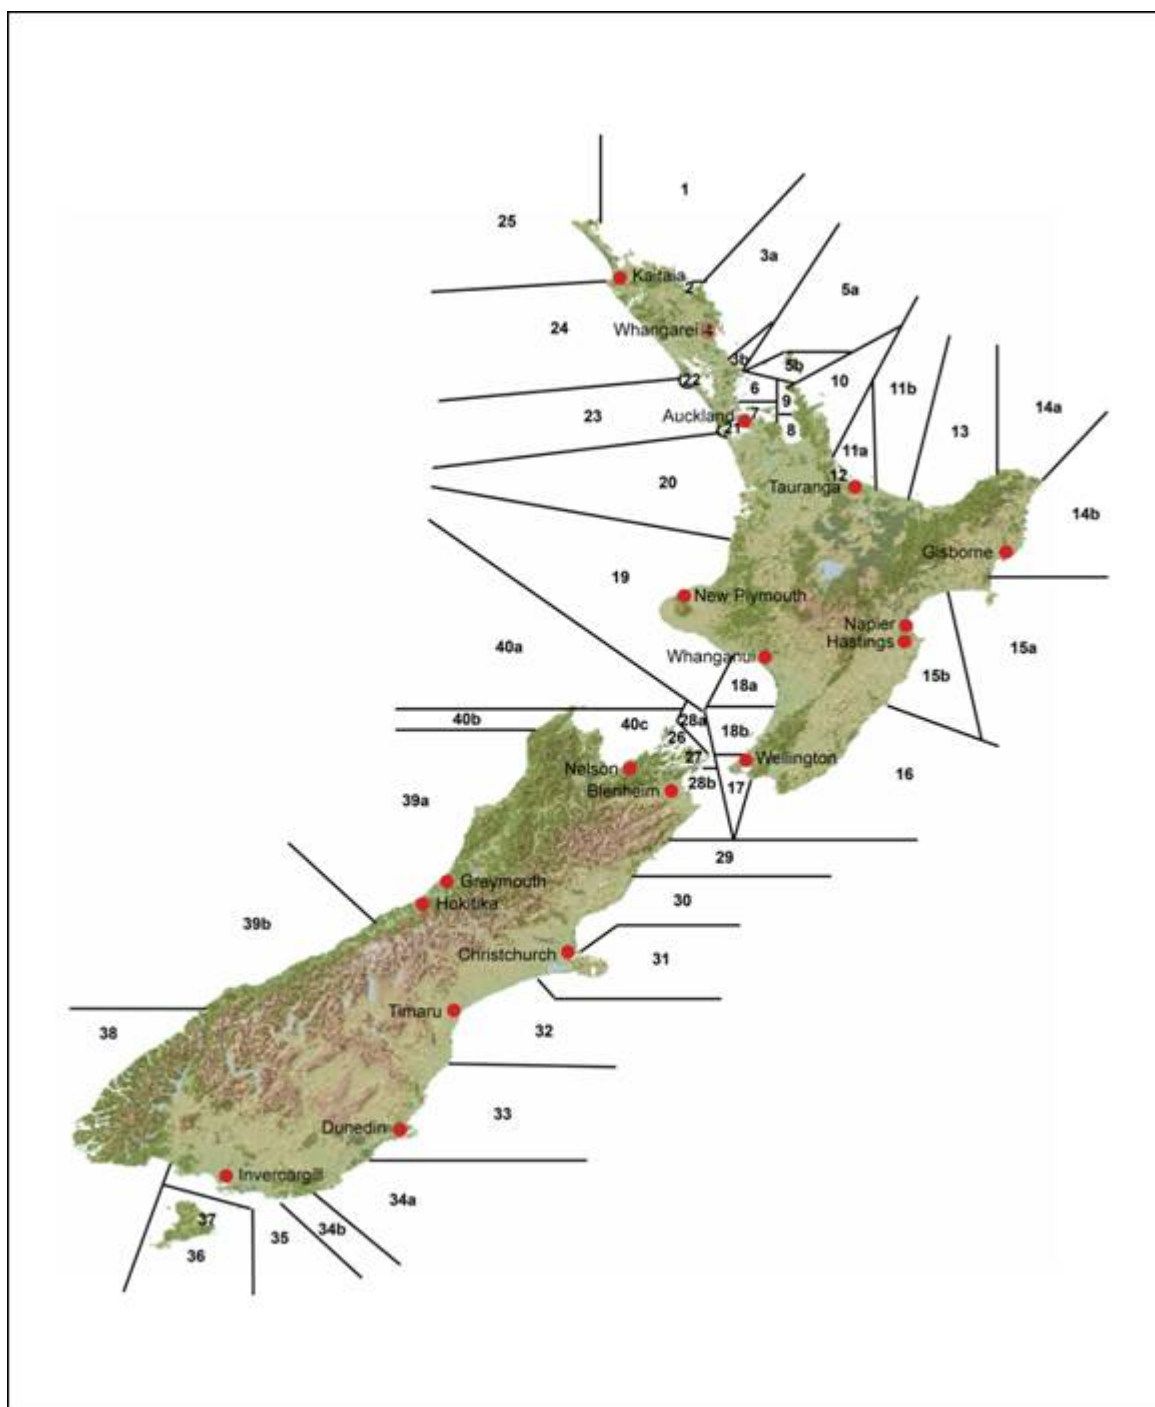 1
25
3a
Kaitaia
2
5a
24
Whangarei 4
3b
5b
22
6
9
10
11b
14a
23
Auckland
7
21
8
13
11a
12
20
Tauranga
14b
Gisborne
19
New Plymouth
Napier
Hastings
40a
Whanganui
15a
15b
18a
40b
40c
28a
26
18b
27
Wellington
Nelson
28b
17
16
Blenheim
39a
29
Greymouth
30
Hokitika
39b
Christchurch
31
Timaru
38
32
33
Dunedin
Invercargill
34a
37
35
34b
36